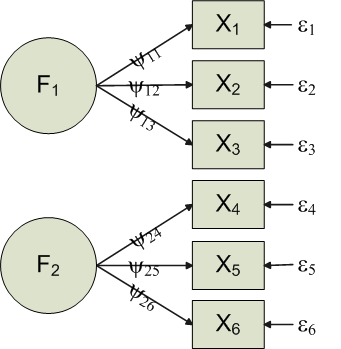 X₁ ε₁
ψ₁₁
F₁ ψ₁₂ X₂ ε₂
ψ₁₃
X₃ ε₃
X₄ ε₄
ψ₂₄
F₂ ψ₂₅ X₅ ε₅
ψ₂₆
X₆ ε₆